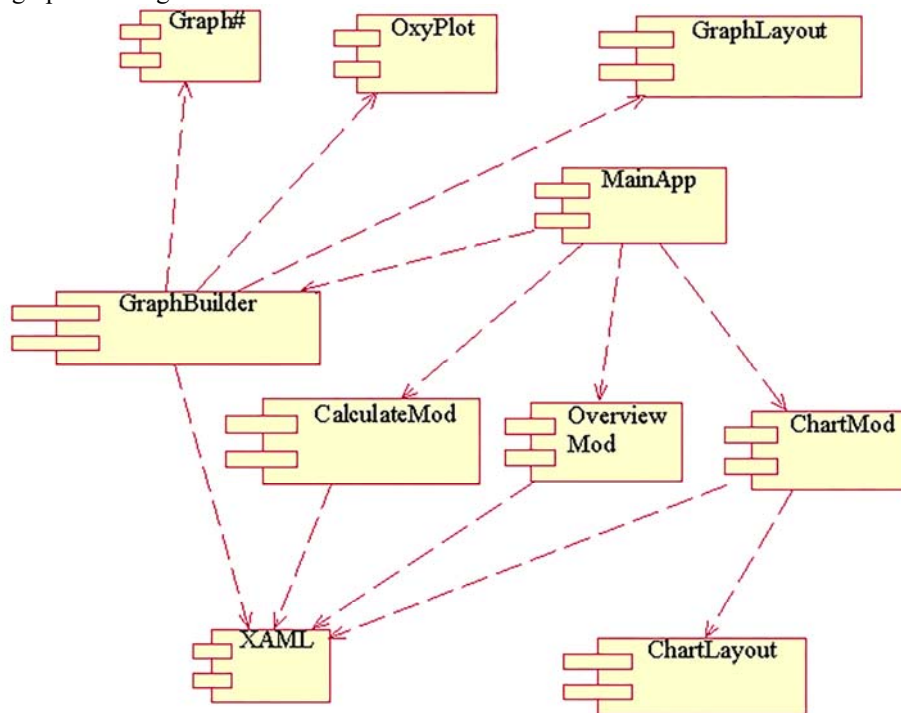 Graph#
OxyPlot
GraphLayout
MainApp
GraphBuilder
CalculateMod
Overview
Mod
ChartMod
XAML
ChartLayout